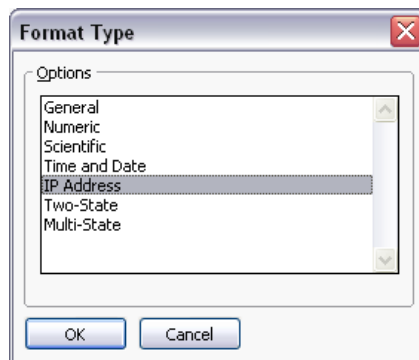 Format Type
Options
General
Numeric
Scientific
Time and Date
IP Address
Two-State
Multi-State
OK
Cancel